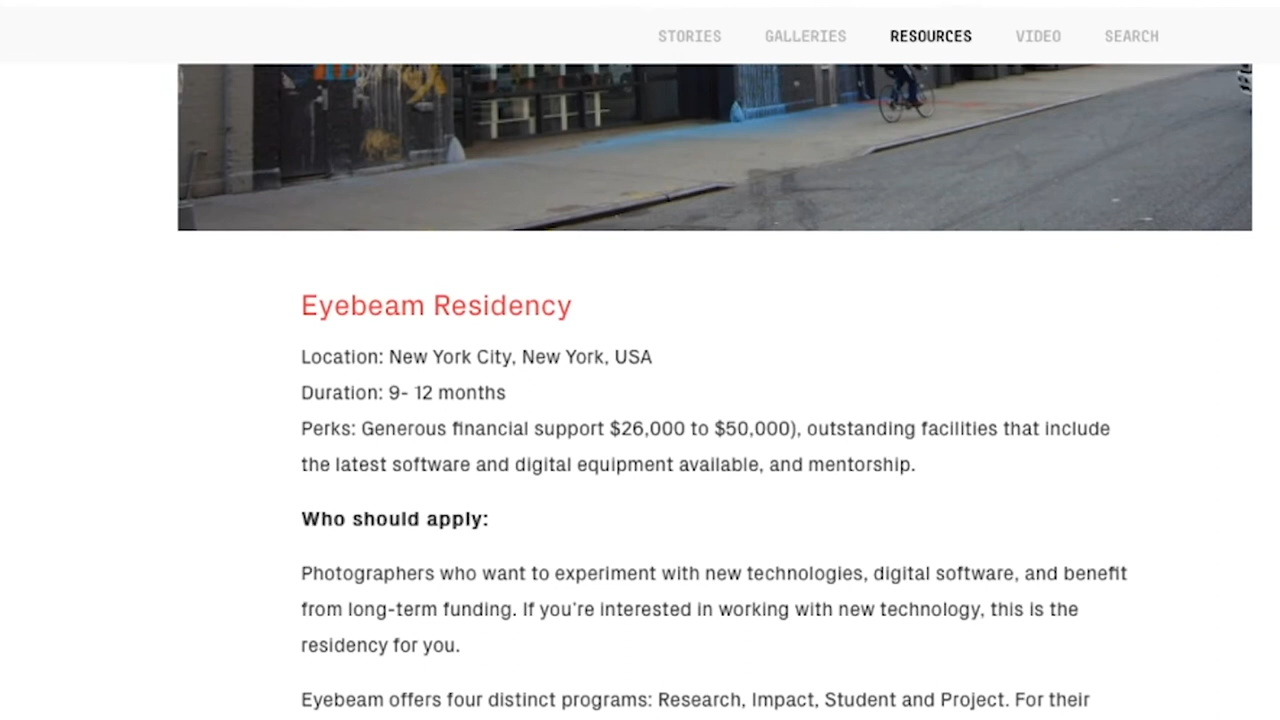 STORIES GALLERIES RESOURCES VIDEO SEARCH
Eyebeam Residency
Location: New York City, New York, USA
Duration: 9- 12 months
Perks: Generous financial support $26,000 to $50,000), outstanding facilities that include
the latest software and digital equipment available, and mentorship.
Who should apply:
Photographers who want to experiment with new technologies, digital software, and benefit
from long-term funding. If you're interested in working with new technology, this is the
residency for you.
Eyebeam offers four distinct programs: Research, Impact, Student and Project. For their